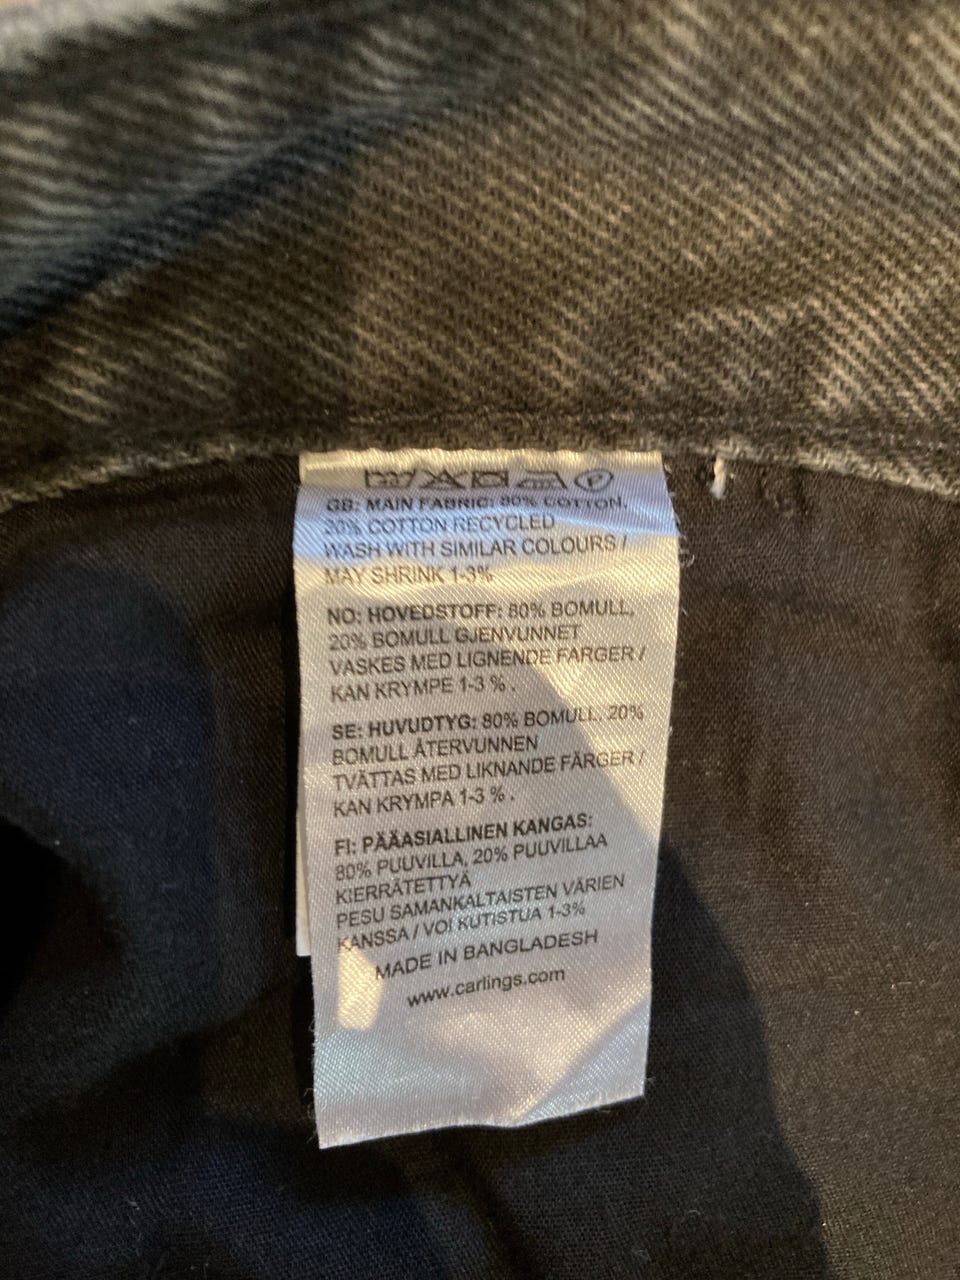 GB: MAIN FABRIC: 80% COTTON,
20% COTTON RECYCLED
WASH WITH SIMILAR COLOURS /
MAY SHRINK 1-3%
NO: HOVEDSTOFF: 80% BOMULL,
20% BOMULL GJENVUNNET
VASKES MED LIGNENDE FARGER /
KAN KRYMPE 1-3 % .
SE: HUVUDTYG: 80% BOMULL, 20%
BOMULL ÅTERVUNNEN
TVÄTTAS MED LIKNANDE FÄRGER /
KAN KRYMPA 1-3 % .
FI: PÄÄASIALLINEN KANGAS:
80% PUUVILLA, 20% PUUVILLAA
KIERRÄTETTYÄ
PESU SAMANKALTAISTEN VÄRIEN
KANSSA / VOI KUTISTUA 1-3%
MADE IN BANGLADESH
www.carlings.com